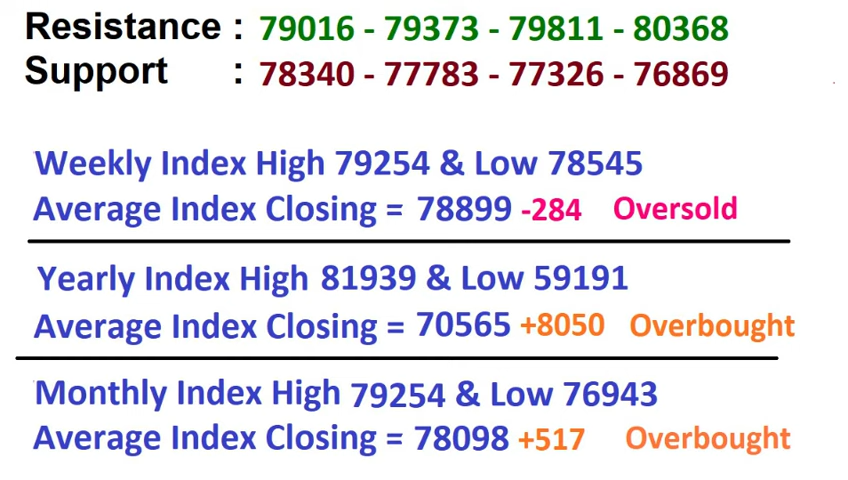 Resistance : 79016 - 79373 - 79811 - 80368
Support : 78340 - 77783 - 77326 - 76869
Weekly Index High 79254 & Low 78545
Average Index Closing = 78899 -284 Oversold
Yearly Index High 81939 & Low 59191
Average Index Closing = 70565 +8050 Overbought
Monthly Index High 79254 & Low 76943
Average Index Closing = 78098 +517 Overbought